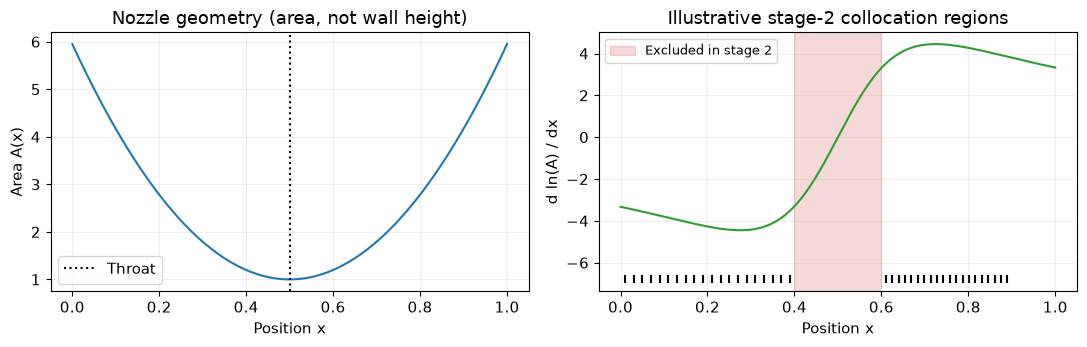 Nozzle geometry (area, not wall height)
Area A(x)
6
5
4
3
2
1
Throat
0.0 0.2 0.4 0.6 0.8 1.0
Position x
Illustrative stage-2 collocation regions
d ln(A) / dx
4
2
0
−2
−4
−6
Excluded in stage 2
0.0 0.2 0.4 0.6 0.8 1.0
Position x